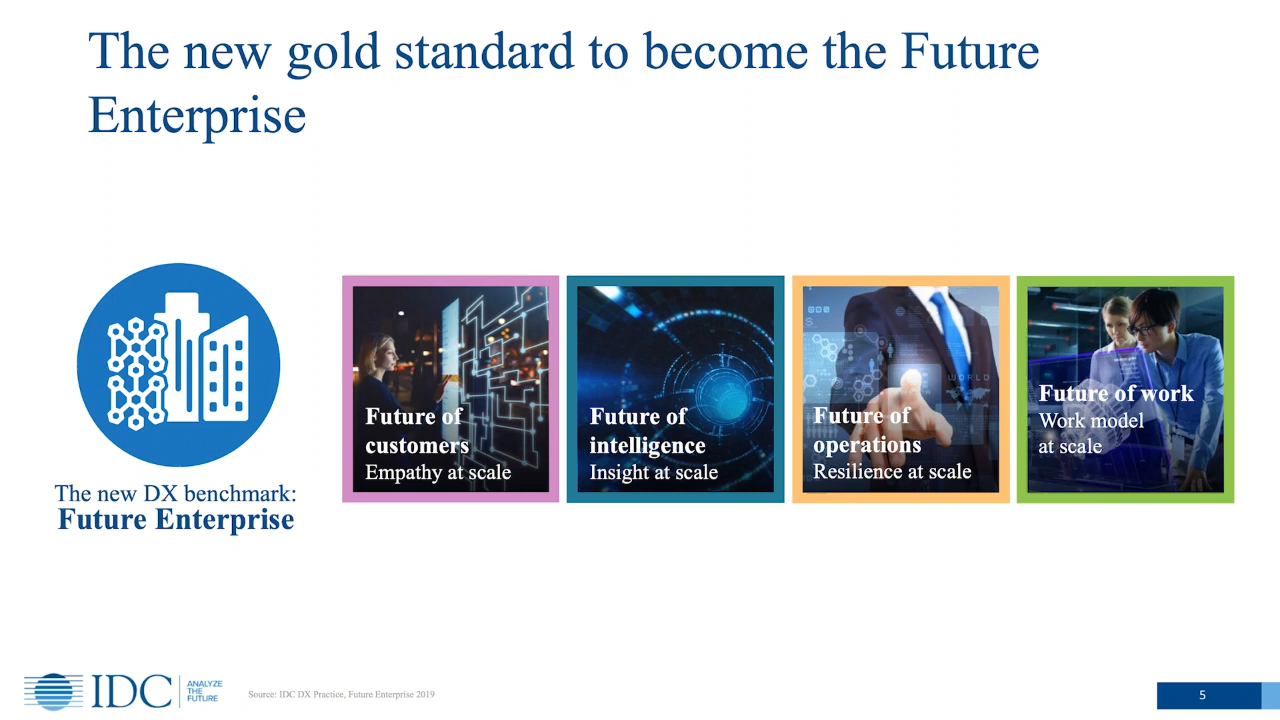 The new gold standard to become the Future
Enterprise
The new DX benchmark:
Future Enterprise
Future of
customers
Empathy at scale
Future of
intelligence
Insight at scale
WORLD
Future of
operations
Resilience at scale
Future of work
Work model
at scale
IDC
ANALYZE
THE
FUTURE
Source: IDC DX Practice, Future Enterprise 2019
5